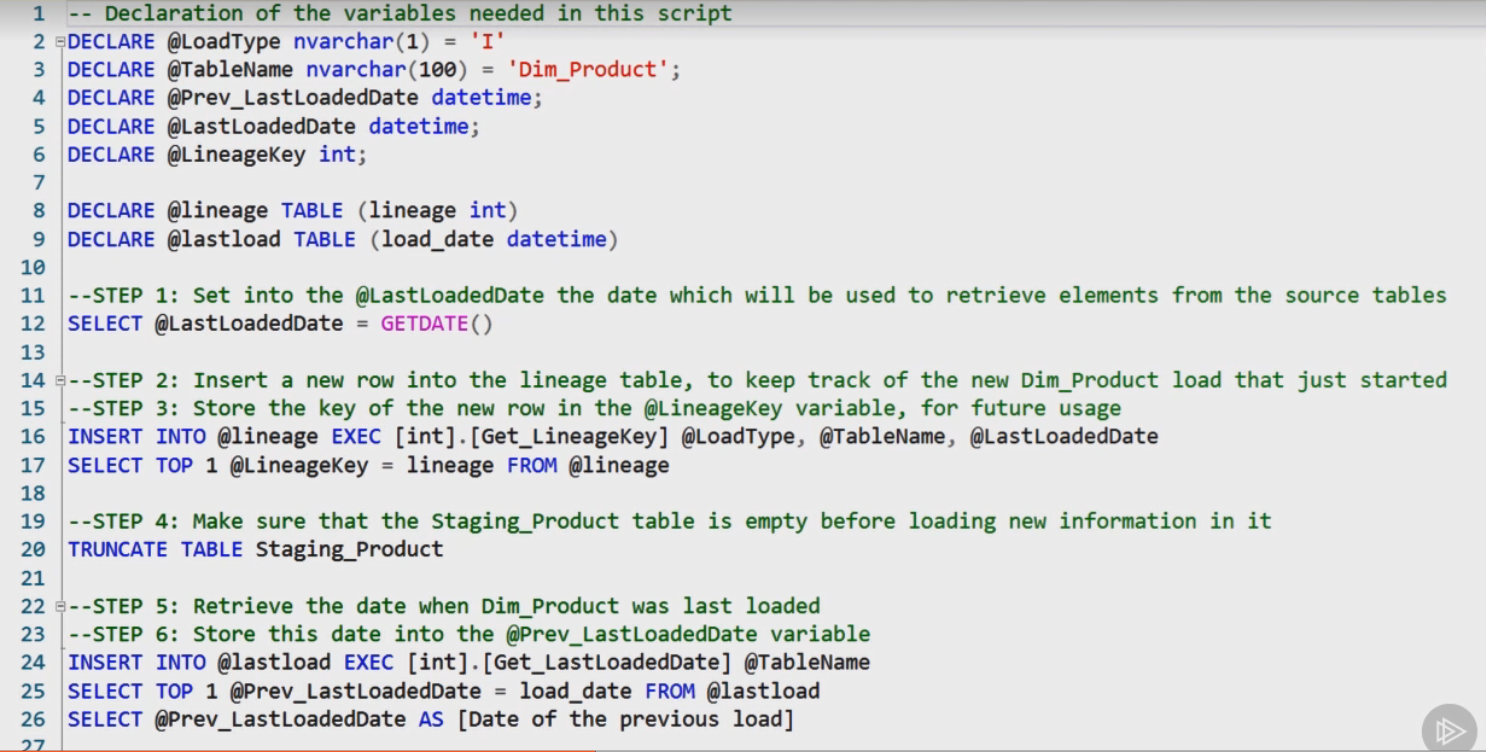 1 -- Declaration of the variables needed in this script
2 DECLARE @LoadType nvarchar(1) = 'I'
3 DECLARE @TableName nvarchar(100) = 'Dim_Product';
4 DECLARE @Prev_LastLoadedDate datetime;
5 DECLARE @LastLoadedDate datetime;
6 DECLARE @LineageKey int;
7
8 DECLARE @lineage TABLE (lineage int)
9 DECLARE @lastload TABLE (load_date datetime)
10
11 --STEP 1: Set into the @LastLoadedDate the date which will be used to retrieve elements from the source tables
12 SELECT @LastLoadedDate = GETDATE()
13
14 --STEP 2: Insert a new row into the lineage table, to keep track of the new Dim_Product load that just started
15 --STEP 3: Store the key of the new row in the @LineageKey variable, for future usage
16 INSERT INTO @lineage EXEC [int].[Get_LineageKey] @LoadType, @TableName, @LastLoadedDate
17 SELECT TOP 1 @LineageKey = lineage FROM @lineage
18
19 --STEP 4: Make sure that the Staging_Product table is empty before loading new information in it
20 TRUNCATE TABLE Staging_Product
21
22 --STEP 5: Retrieve the date when Dim_Product was last loaded
23 --STEP 6: Store this date into the @Prev_LastLoadedDate variable
24 INSERT INTO @lastload EXEC [int].[Get_LastLoadedDate] @TableName
25 SELECT TOP 1 @Prev_LastLoadedDate = load_date FROM @lastload
26 SELECT @Prev_LastLoadedDate AS [Date of the previous load]
27